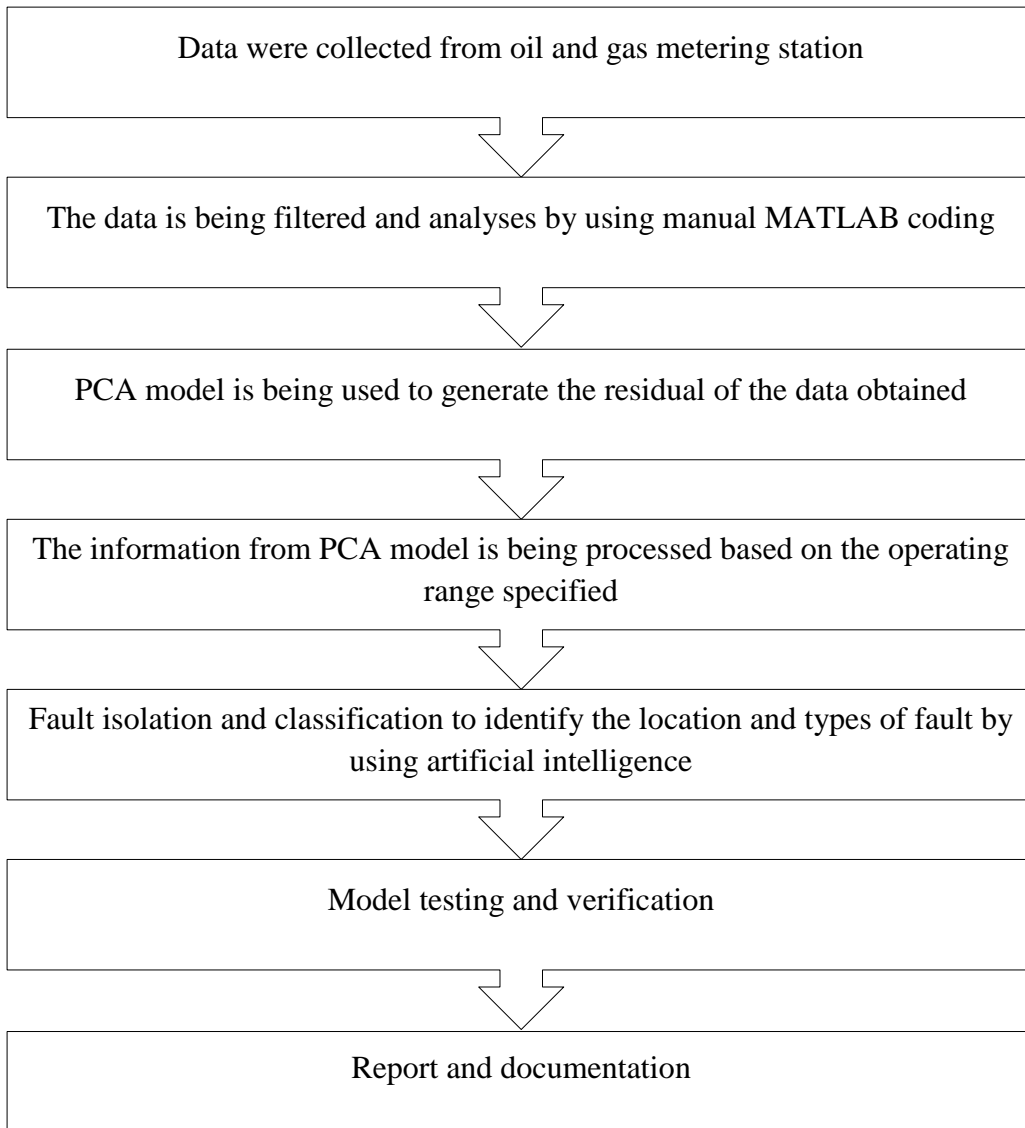 Data were collected from oil and gas metering station
The data is being filtered and analyses by using manual MATLAB coding
PCA model is being used to generate the residual of the data obtained
The information from PCA model is being processed based on the operating
range specified
Fault isolation and classification to identify the location and types of fault by
using artificial intelligence
Model testing and verification
Report and documentation